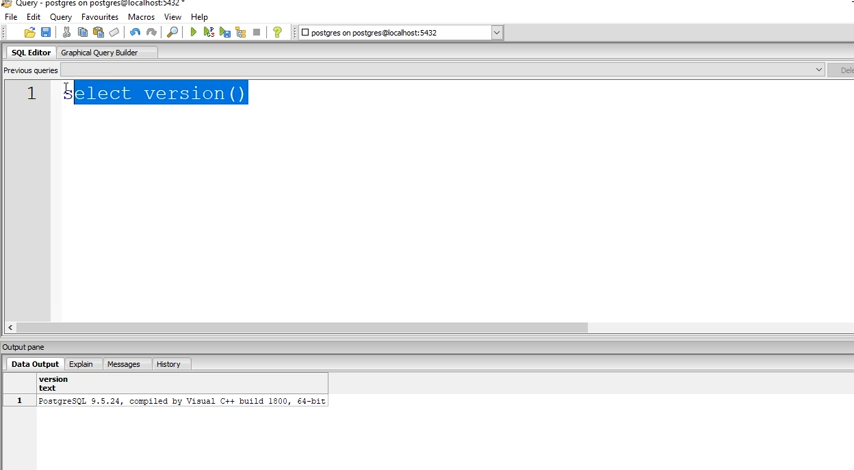 Query - postgres on postgres@localhost:5432 *
File Edit Query Favourites Macros View Help
postgres on postgres@localhost:5432
SQL Editor Graphical Query Builder
Previous queries
1 select version()
Output pane
Data Output Explain Messages History
version
text
1 PostgreSQL 9.5.24, compiled by Visual C++ build 1800, 64-bit